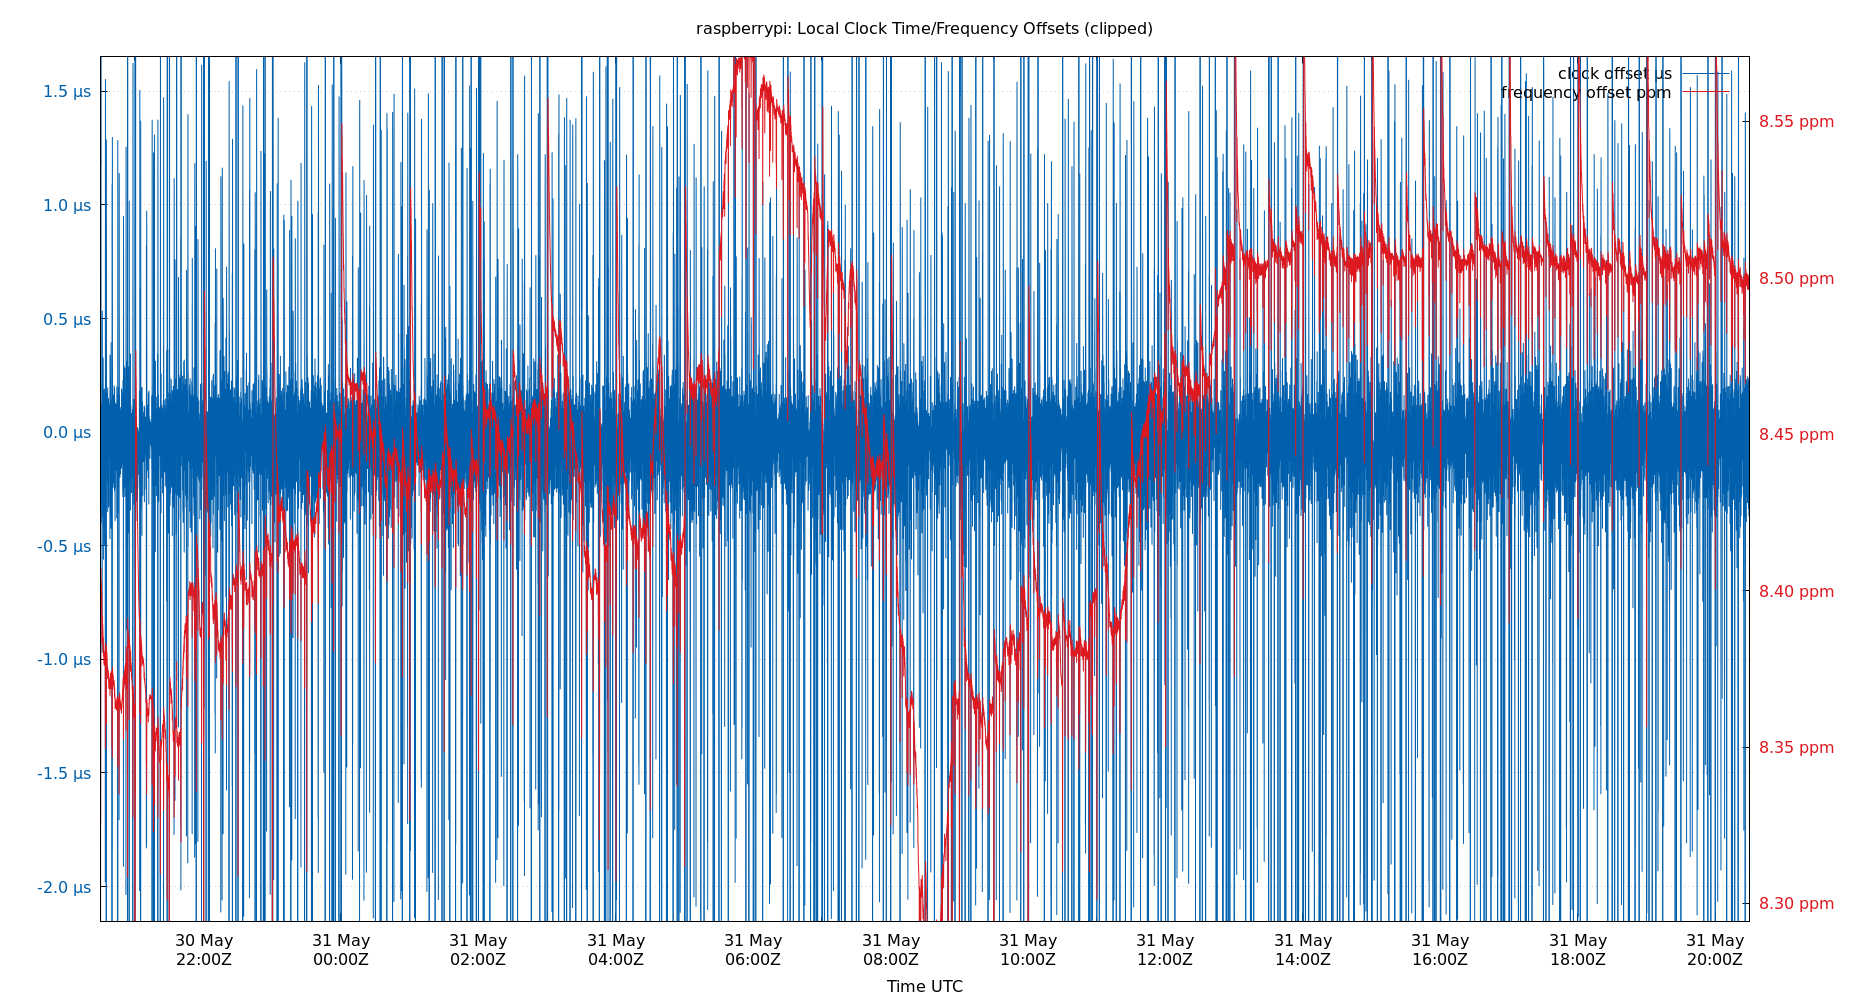 raspberrypi: Local Clock Time/Frequency Offsets (clipped)
clock offset µs
frequency offset ppm
1.5 µs
1.0 µs
0.5 µs
0.0 µs
-0.5 µs
-1.0 µs
-1.5 µs
-2.0 µs
8.55 ppm
8.50 ppm
8.45 ppm
8.40 ppm
8.35 ppm
8.30 ppm
30 May 31 May 31 May 31 May 31 May 31 May 31 May 31 May 31 May 31 May 31 May 31 May
22:00Z 00:00Z 02:00Z 04:00Z 06:00Z 08:00Z 10:00Z 12:00Z 14:00Z 16:00Z 18:00Z 20:00Z
Time UTC